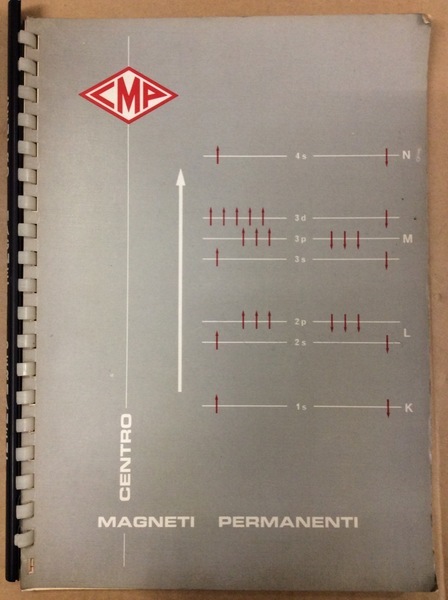 CMP
4s N
3d
3p M
3s
2p L
2s
1s K
CENTRO
MAGNETI PERMANENTI